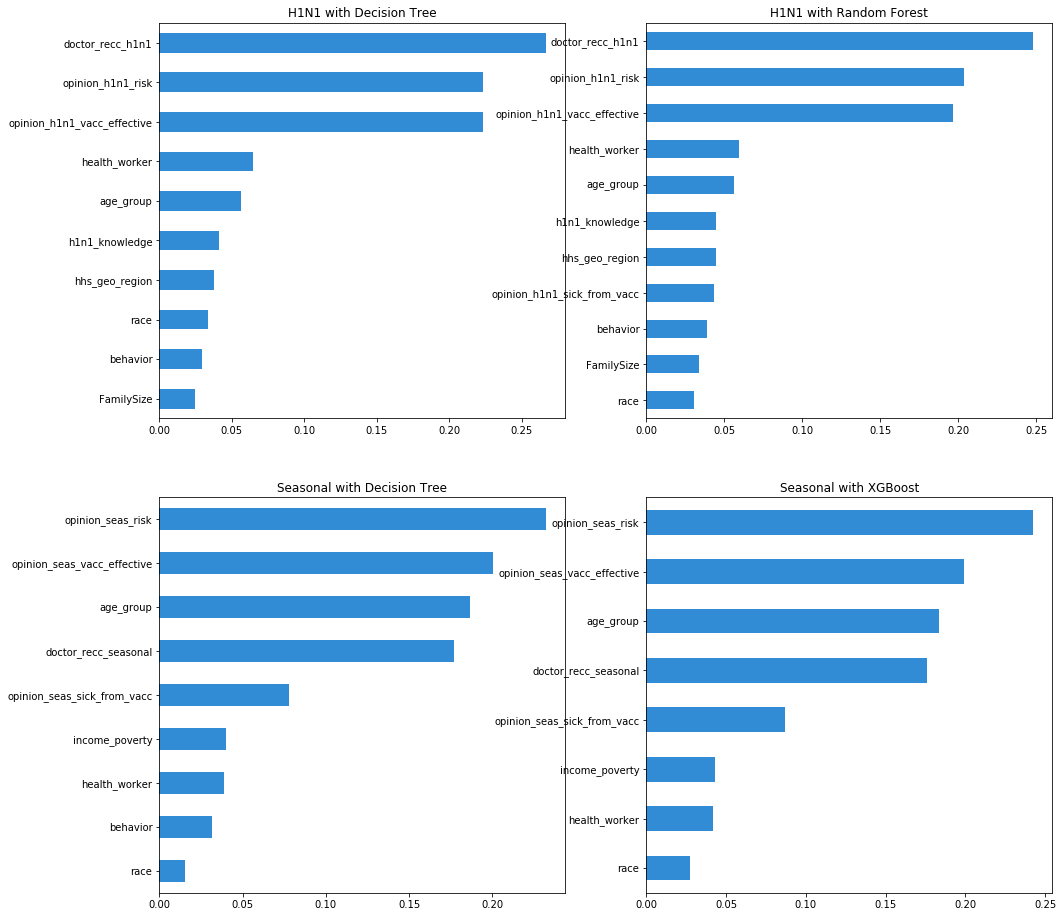 H1N1 with Decision Tree
doctor_recc_h1n1
opinion_h1n1_risk
opinion_h1n1_vacc_effective
health_worker
age_group
h1n1_knowledge
hhs_geo_region
race
behavior
FamilySize
0.00 0.05 0.10 0.15 0.20 0.25
H1N1 with Random Forest
doctor_recc_h1n1
opinion_h1n1_risk
opinion_h1n1_vacc_effective
health_worker
age_group
h1n1_knowledge
hhs_geo_region
opinion_h1n1_sick_from_vacc
behavior
FamilySize
race
0.00 0.05 0.10 0.15 0.20 0.25
Seasonal with Decision Tree
opinion_seas_risk
opinion_seas_vacc_effective
age_group
doctor_recc_seasonal
opinion_seas_sick_from_vacc
income_poverty
health_worker
behavior
race
0.00 0.05 0.10 0.15 0.20
Seasonal with XGBoost
opinion_seas_risk
opinion_seas_vacc_effective
age_group
doctor_recc_seasonal
opinion_seas_sick_from_vacc
income_poverty
health_worker
race
0.00 0.05 0.10 0.15 0.20 0.25